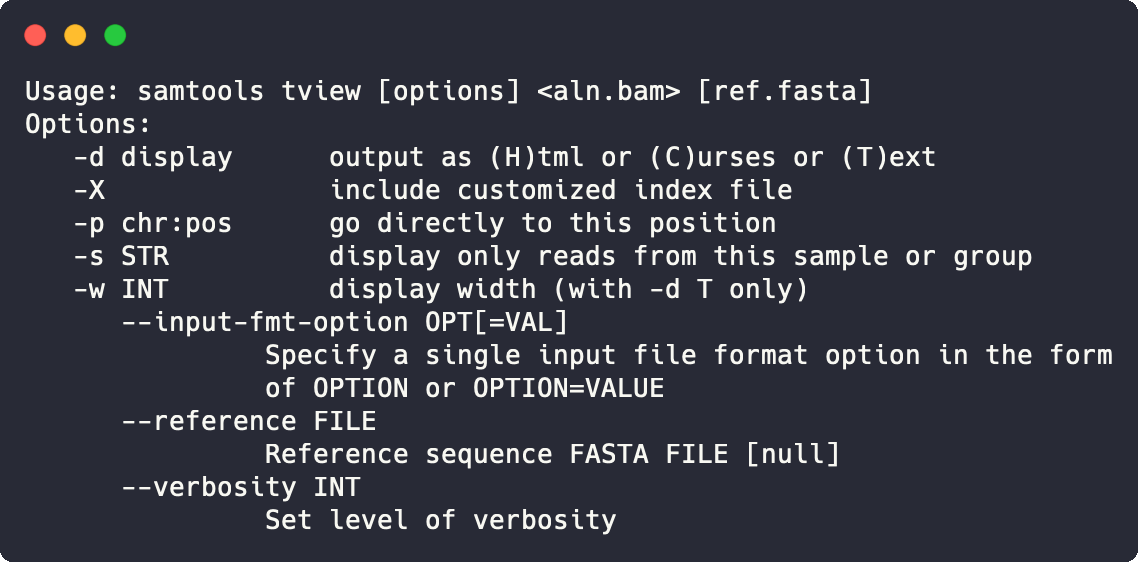 Usage: samtools tview [options] <aln.bam> [ref.fasta]
Options:
   -d display      output as (H)tml or (C)urses or (T)ext
   -X              include customized index file
   -p chr:pos      go directly to this position
   -s STR          display only reads from this sample or group
   -w INT          display width (with -d T only)
      --input-fmt-option OPT[=VAL]
               Specify a single input file format option in the form
               of OPTION or OPTION=VALUE
      --reference FILE
               Reference sequence FASTA FILE [null]
      --verbosity INT
               Set level of verbosity